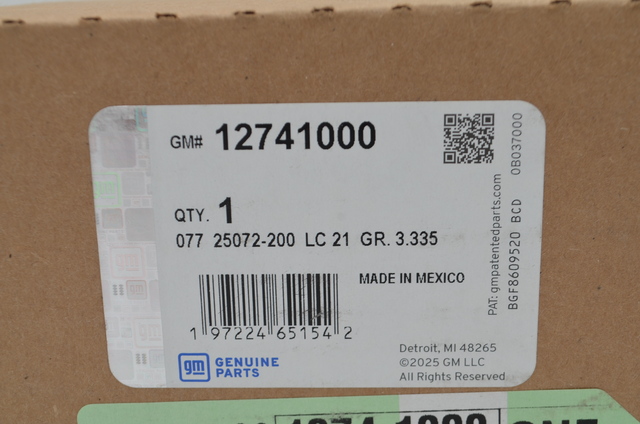 GM# 12741000
QTY. 1
077 25072-200 LC 21 GR. 3.335
MADE IN MEXICO
1 97224 65154 2
gm GENUINE PARTS
Detroit, MI 48265
©2025 GM LLC
All Rights Reserved
PAT: gmpatentedparts.com
BGF8609520 BCD 0B037000